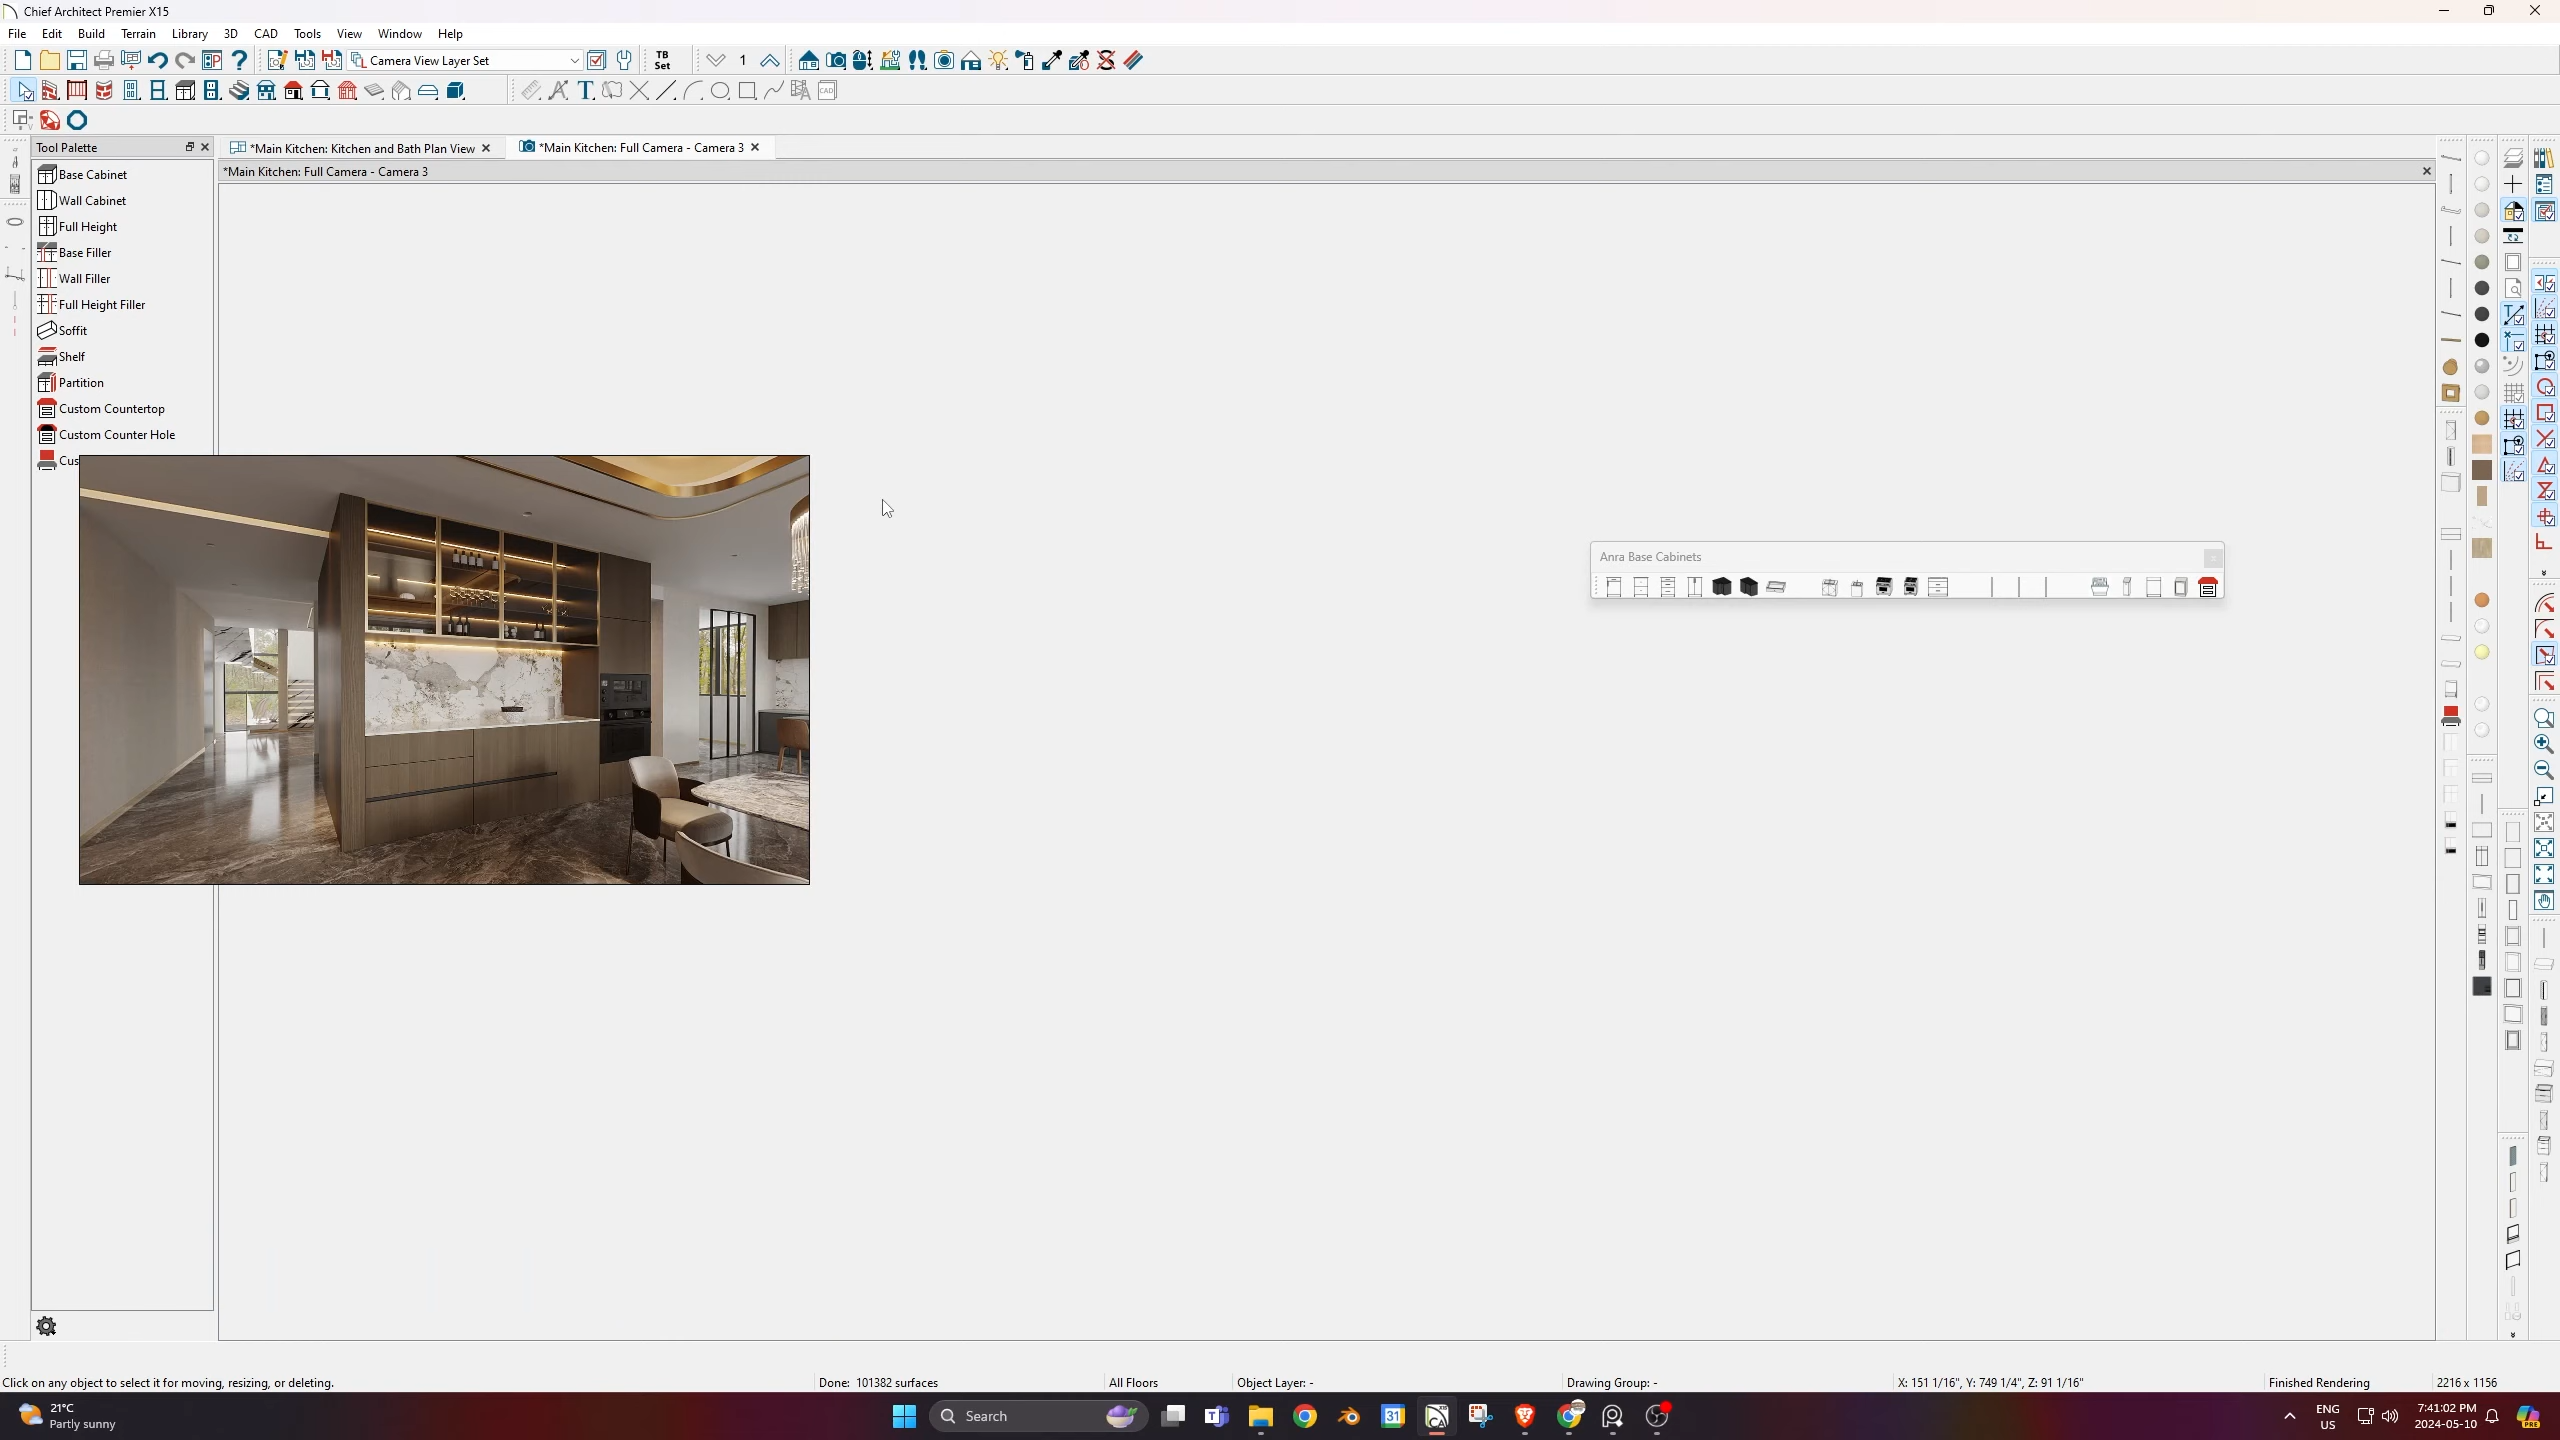 Chief Architect Premier X15
File Edit Build Terrain Library 3D CAD Tools View Window Help
Camera View Layer Set
TB Set
1
CAD
Tool Palette
*Main Kitchen: Kitchen and Bath Plan View
*Main Kitchen: Full Camera - Camera 3
*Main Kitchen: Full Camera - Camera 3
Base Cabinet
Wall Cabinet
Full Height
Base Filler
Wall Filler
Full Height Filler
Soffit
Shelf
Partition
Custom Countertop
Custom Counter Hole
Cus
Anra Base Cabinets
Click on any object to select it for moving, resizing, or deleting.
Done: 101382 surfaces
All Floors
Object Layer: -
Drawing Group: -
X: 151 1/16", Y: 749 1/4", Z: 91 1/16"
Finished Rendering
2216 x 1156
21°C
Partly sunny
Search
31
ENG
US
7:41:02 PM
2024-05-10